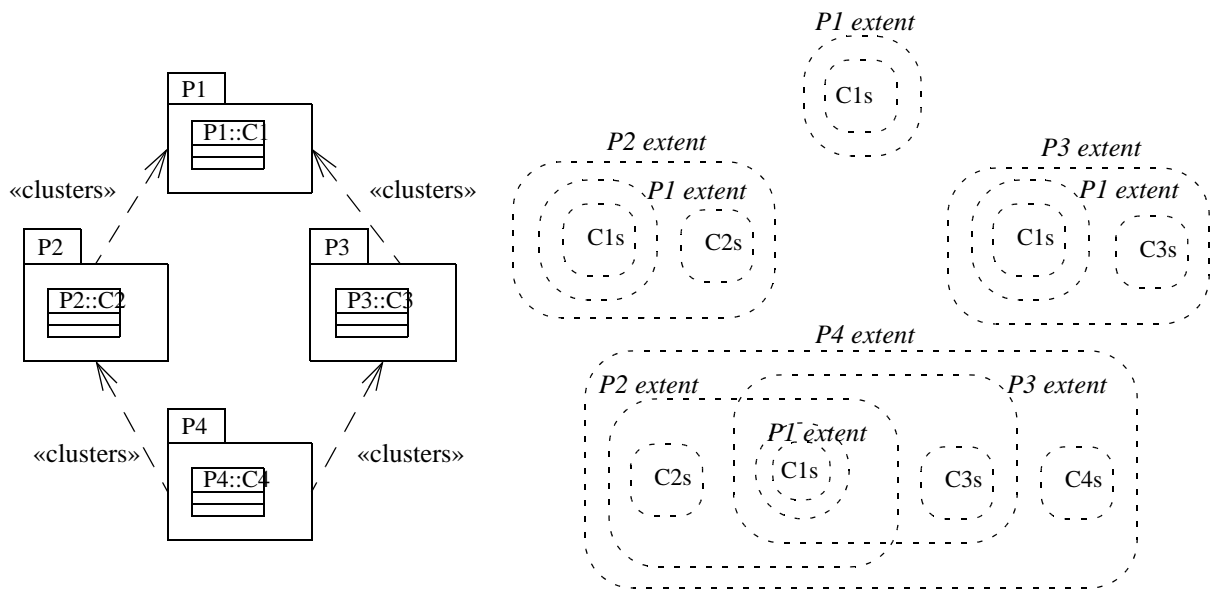 P1
P1::C1
«clusters»
«clusters»
P2
P2::C2
P3
P3::C3
P4
«clusters»
«clusters»
P4::C4
P1 extent
C1s
P2 extent
P1 extent
C1s
C2s
P3 extent
P1 extent
C1s
C3s
P4 extent
P2 extent
P3 extent
P1 extent
C2s
C1s
C3s
C4s